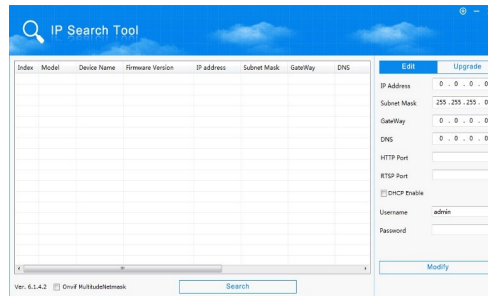 IP Search Tool
Index Model Device Name Firmware Version IP address Subnet Mask GateWay DNS
Edit Upgrade
IP Address 0 . 0 . 0 . 0
Subnet Mask 255 .255 .255 . 0
GateWay 0 . 0 . 0 . 0
DNS 0 . 0 . 0 . 0
HTTP Port
RTSP Port
DHCP Enable
Username admin
Password
Modify
Ver. 6.1.4.2 Onvif MultitudeNetmask Search